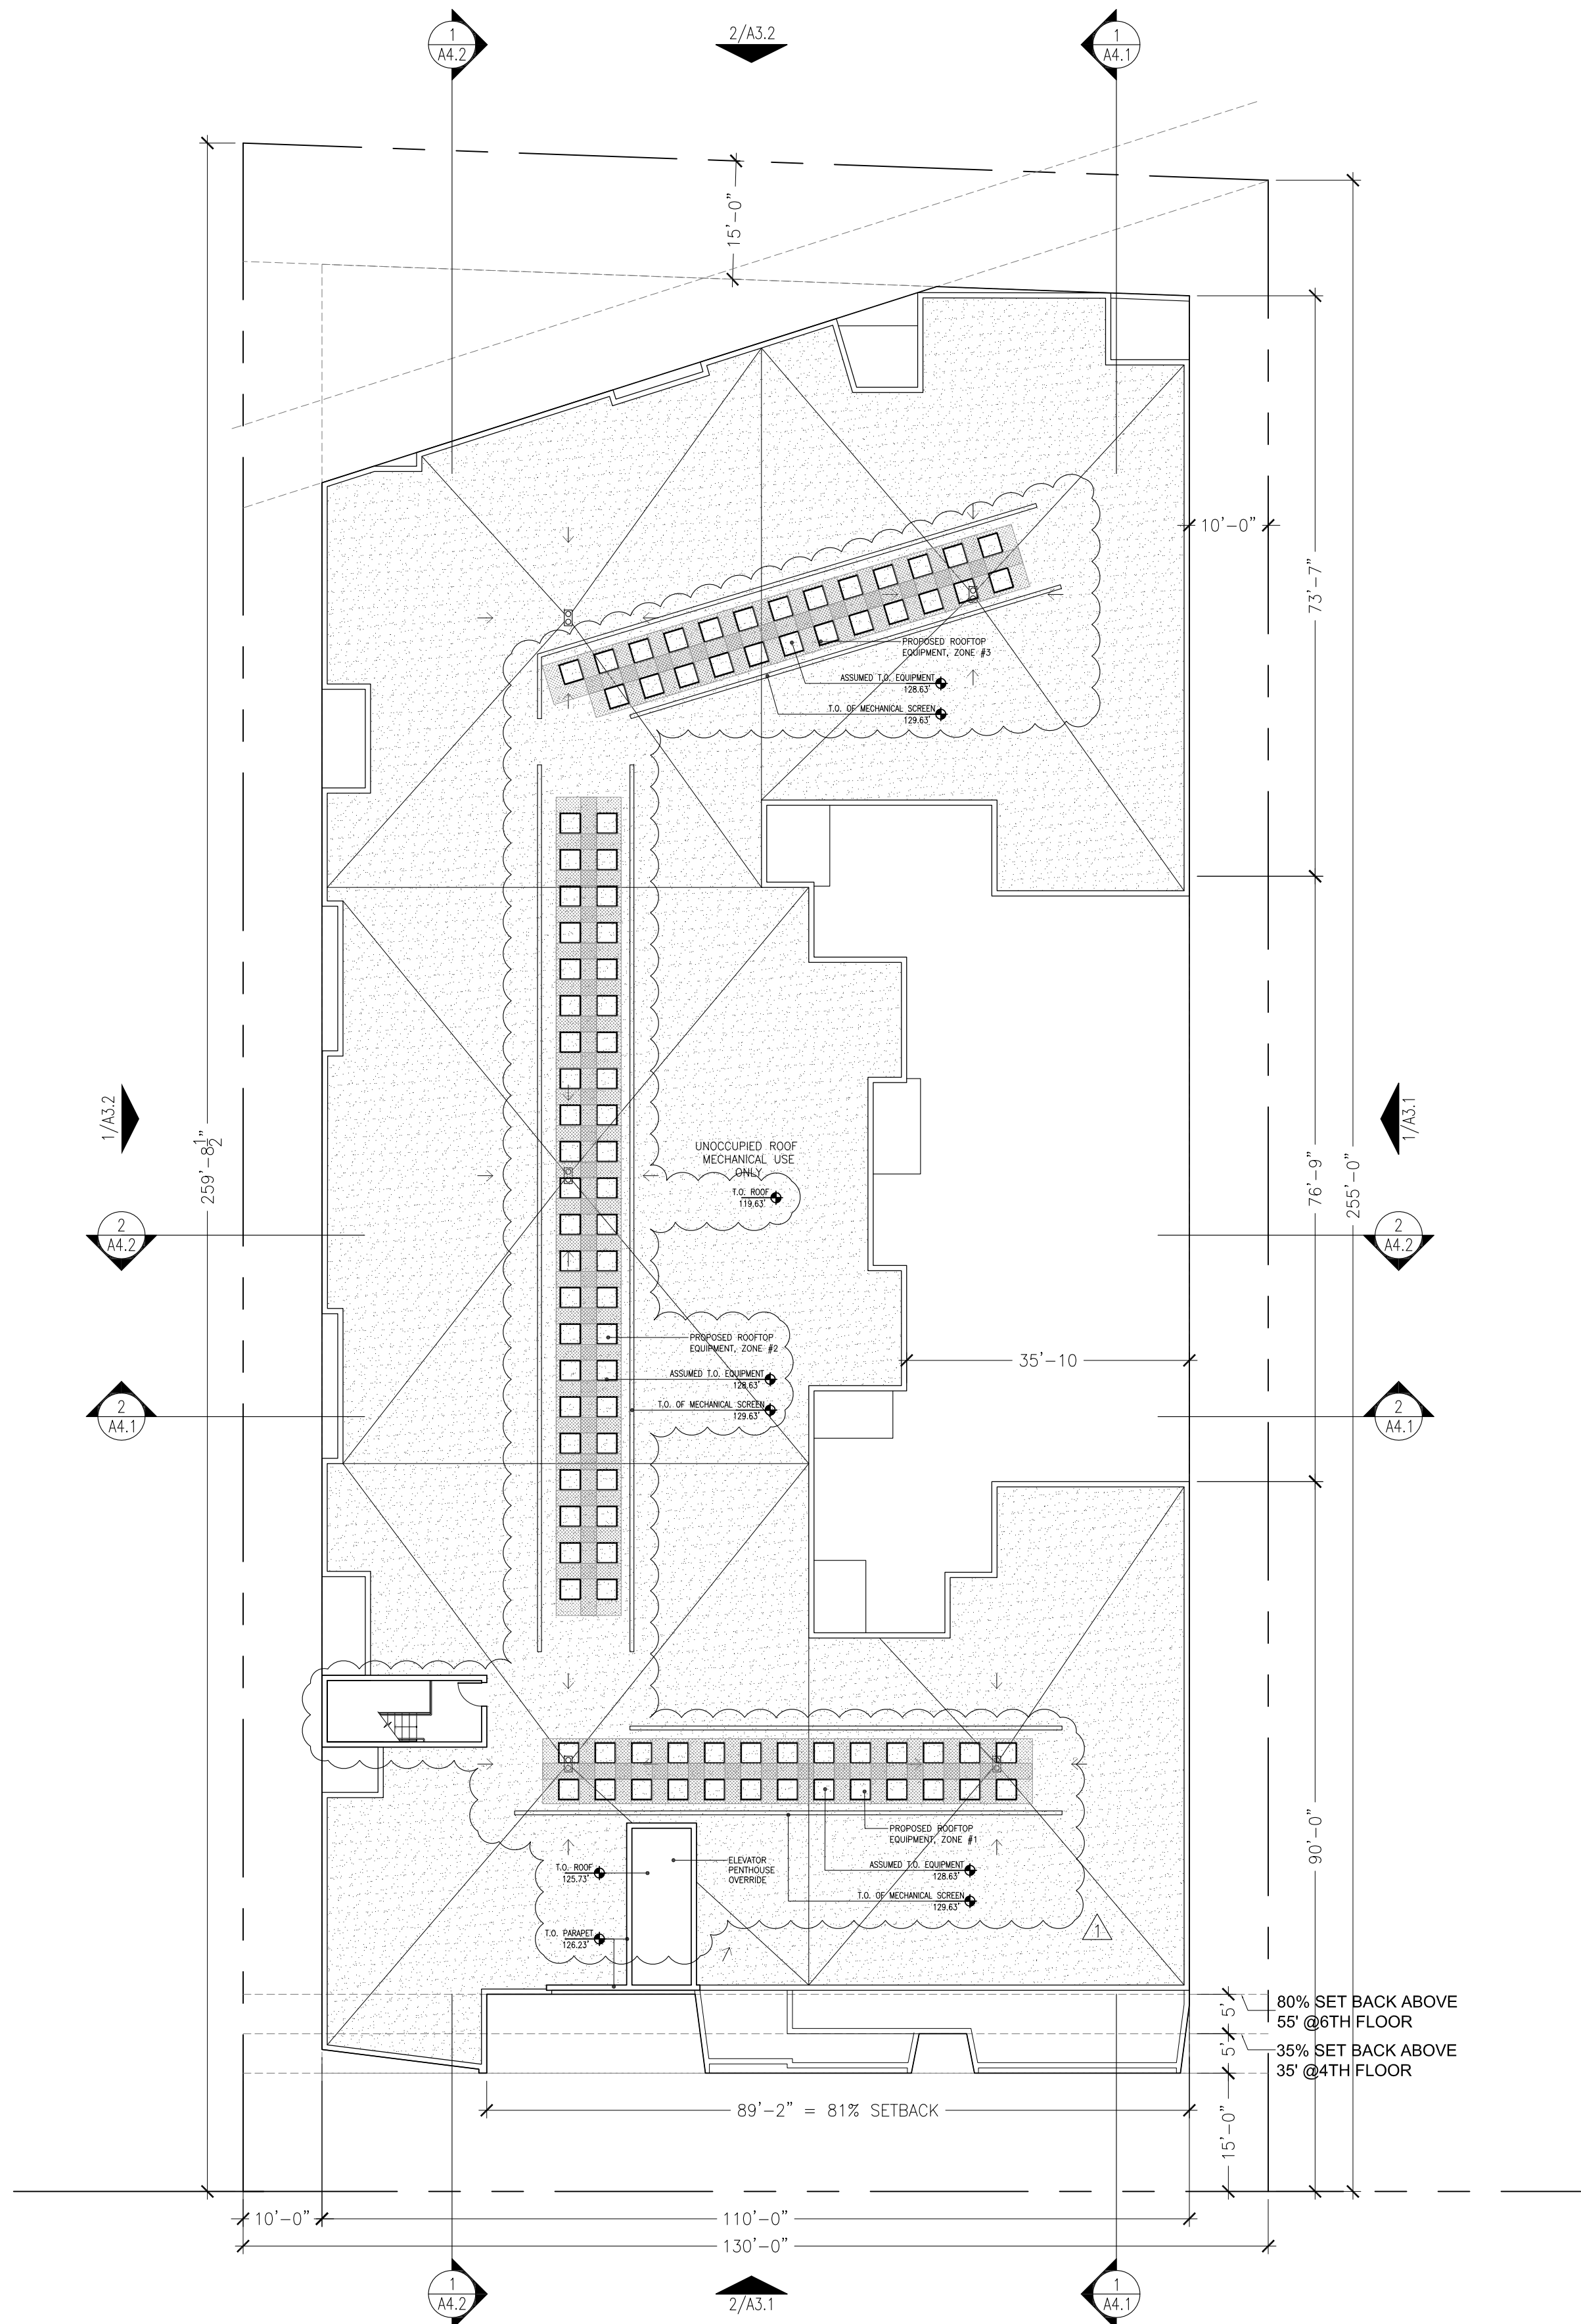 1
A4.2
2/A3.2
1
A4.1
15'-0"
10'-0"
73'-7"
PROPOSED ROOFTOP
EQUIPMENT, ZONE #3
ASSUMED T.O. EQUIPMENT
128.63'
T.O. OF MECHANICAL SCREEN
129.63'
1/A3.2
259'-8 1/2"
UNOCCUPIED ROOF
MECHANICAL USE
ONLY
T.O. ROOF
119.63'
1/A3.1
76'-9"
255'-0"
2
A4.2
2
A4.2
PROPOSED ROOFTOP
EQUIPMENT, ZONE #2
ASSUMED T.O. EQUIPMENT
128.63'
T.O. OF MECHANICAL SCREEN
129.63'
35'-10
2
A4.1
2
A4.1
PROPOSED ROOFTOP
EQUIPMENT, ZONE #1
ASSUMED T.O. EQUIPMENT
128.63'
T.O. OF MECHANICAL SCREEN
129.63'
ELEVATOR
PENTHOUSE
OVERRIDE
T.O. ROOF
125.73'
T.O. PARAPET
126.23'
1
90'-0"
5'
80% SET BACK ABOVE
55' @6TH FLOOR
5'
35% SET BACK ABOVE
35' @4TH FLOOR
89'-2" = 81% SETBACK
15'-0"
10'-0"
110'-0"
130'-0"
1
A4.2
2/A3.1
1
A4.1